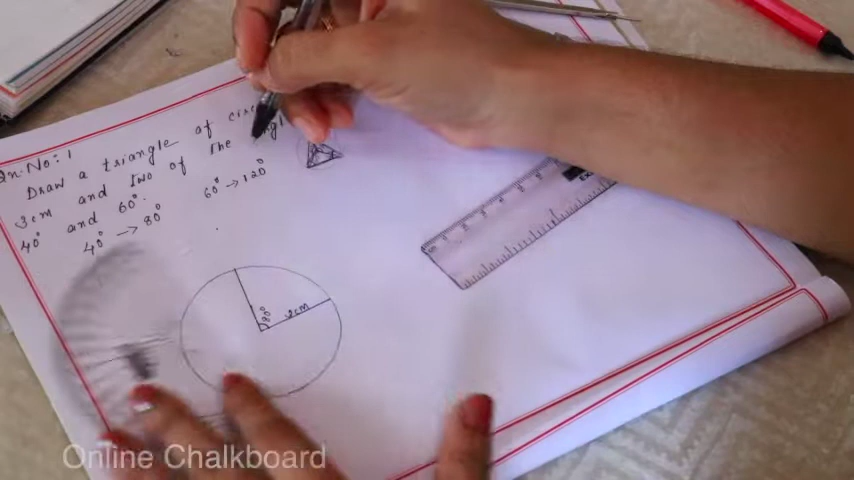 Qn.No:1
Draw a triangle of
3cm and two of the
40° and 60°.
40° → 80°
60° → 120°
80°
3cm
Online Chalkboard